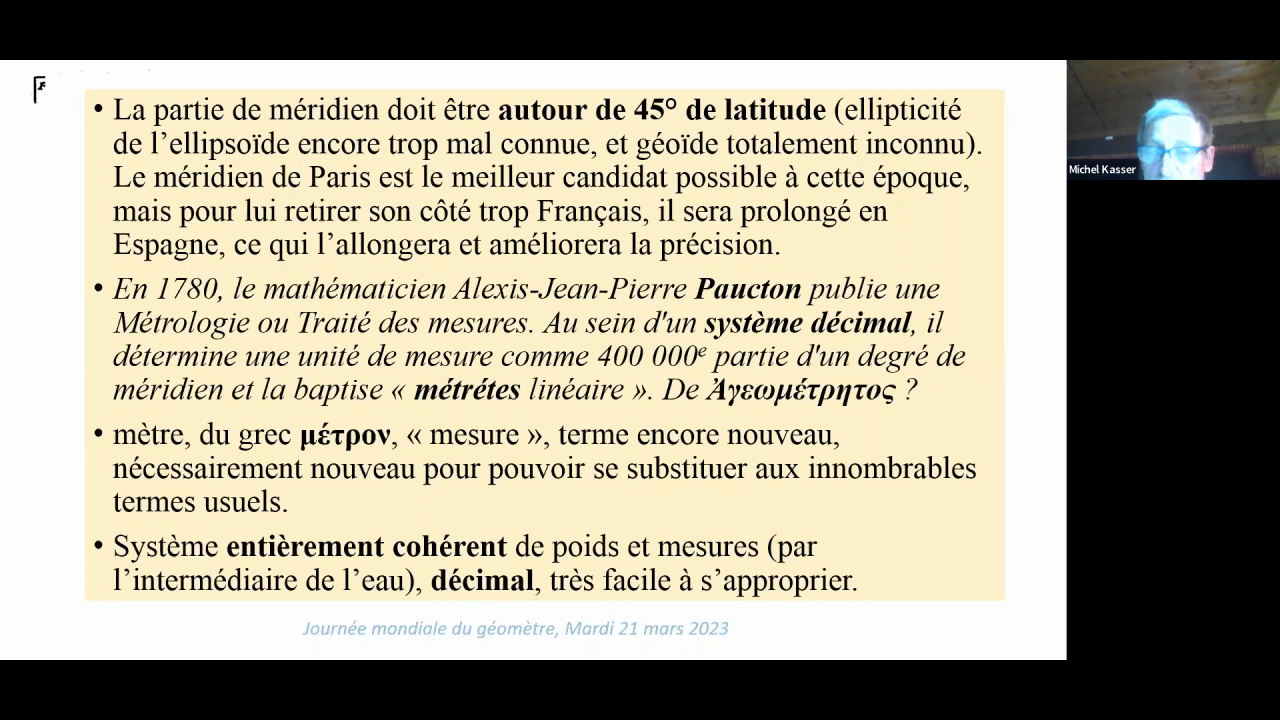 • La partie de méridien doit être autour de 45° de latitude (ellipticité
de l’ellipsoïde encore trop mal connue, et géoïde totalement inconnu).
Le méridien de Paris est le meilleur candidat possible à cette époque,
mais pour lui retirer son côté trop Français, il sera prolongé en
Espagne, ce qui l’allongera et améliorera la précision.
• En 1780, le mathématicien Alexis-Jean-Pierre Paucton publie une
Métrologie ou Traité des mesures. Au sein d'un système décimal, il
détermine une unité de mesure comme 400 000ᵉ partie d'un degré de
méridien et la baptise « métrétes linéaire ». De Ἀγεωμέτρητος ?
• mètre, du grec μέτρον, « mesure », terme encore nouveau,
nécessairement nouveau pour pouvoir se substituer aux innombrables
termes usuels.
• Système entièrement cohérent de poids et mesures (par
l’intermédiaire de l’eau), décimal, très facile à s’approprier.
Journée mondiale du géomètre, Mardi 21 mars 2023
Michel Kasser